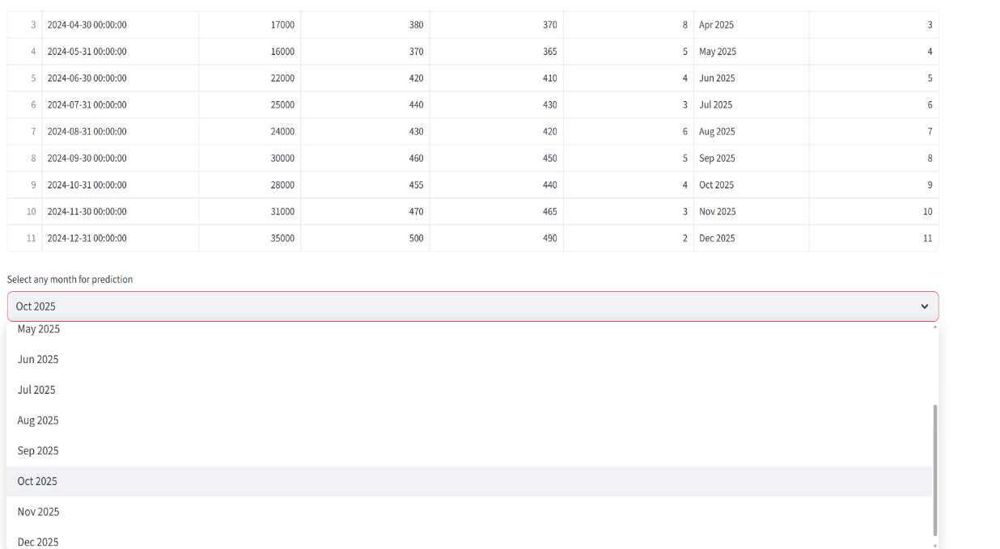 3 2024-04-30 00:00:00 17000 380 370 8 Apr 2025 3
4 2024-05-31 00:00:00 16000 370 365 5 May 2025 4
5 2024-06-30 00:00:00 22000 420 410 4 Jun 2025 5
6 2024-07-31 00:00:00 25000 440 430 3 Jul 2025 6
7 2024-08-31 00:00:00 24000 430 420 6 Aug 2025 7
8 2024-09-30 00:00:00 30000 460 450 5 Sep 2025 8
9 2024-10-31 00:00:00 28000 455 440 4 Oct 2025 9
10 2024-11-30 00:00:00 31000 470 465 3 Nov 2025 10
11 2024-12-31 00:00:00 35000 500 490 2 Dec 2025 11
Select any month for prediction
Oct 2025
May 2025
Jun 2025
Jul 2025
Aug 2025
Sep 2025
Oct 2025
Nov 2025
Dec 2025